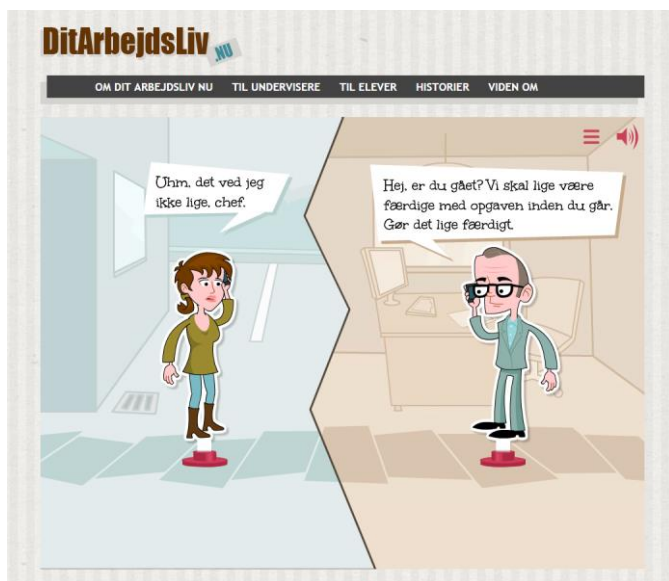 DitArbejdsLiv .NU
OM DIT ARBEJDSLIV NU TIL UNDERVISERE TIL ELEVER HISTORIER VIDEN OM
Uhm, det ved jeg
ikke lige, chef.
Hej, er du gået? Vi skal lige være
færdige med opgaven inden du går.
Gør det lige færdigt.